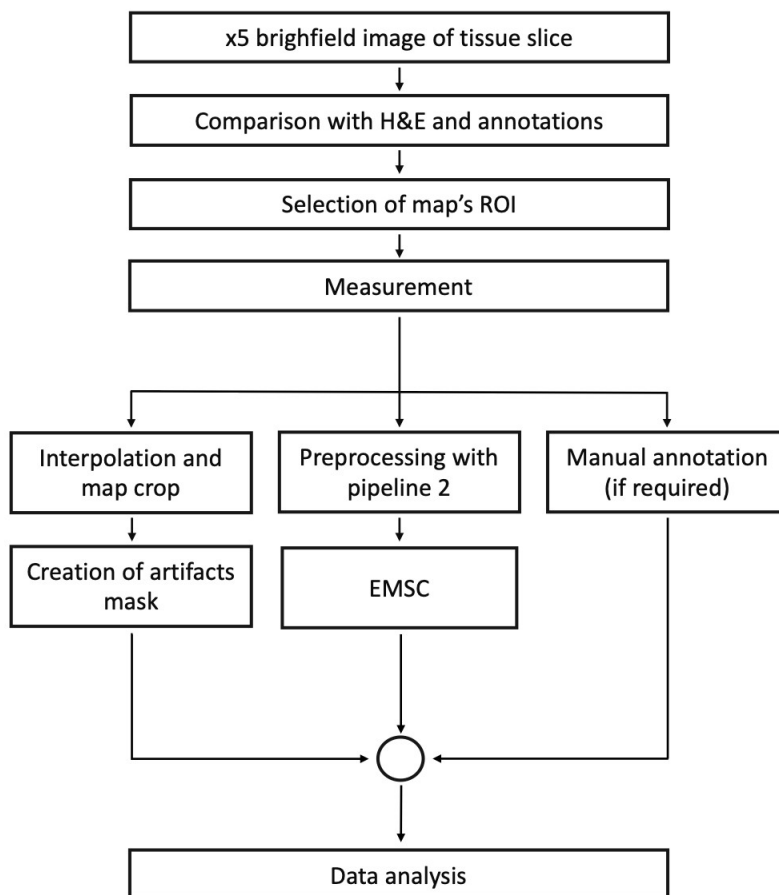 x5 brighfield image of tissue slice
Comparison with H&E and annotations
Selection of map's ROI
Measurement
Interpolation and
map crop
Preprocessing with
pipeline 2
Manual annotation
(if required)
Creation of artifacts
mask
EMSC
Data analysis